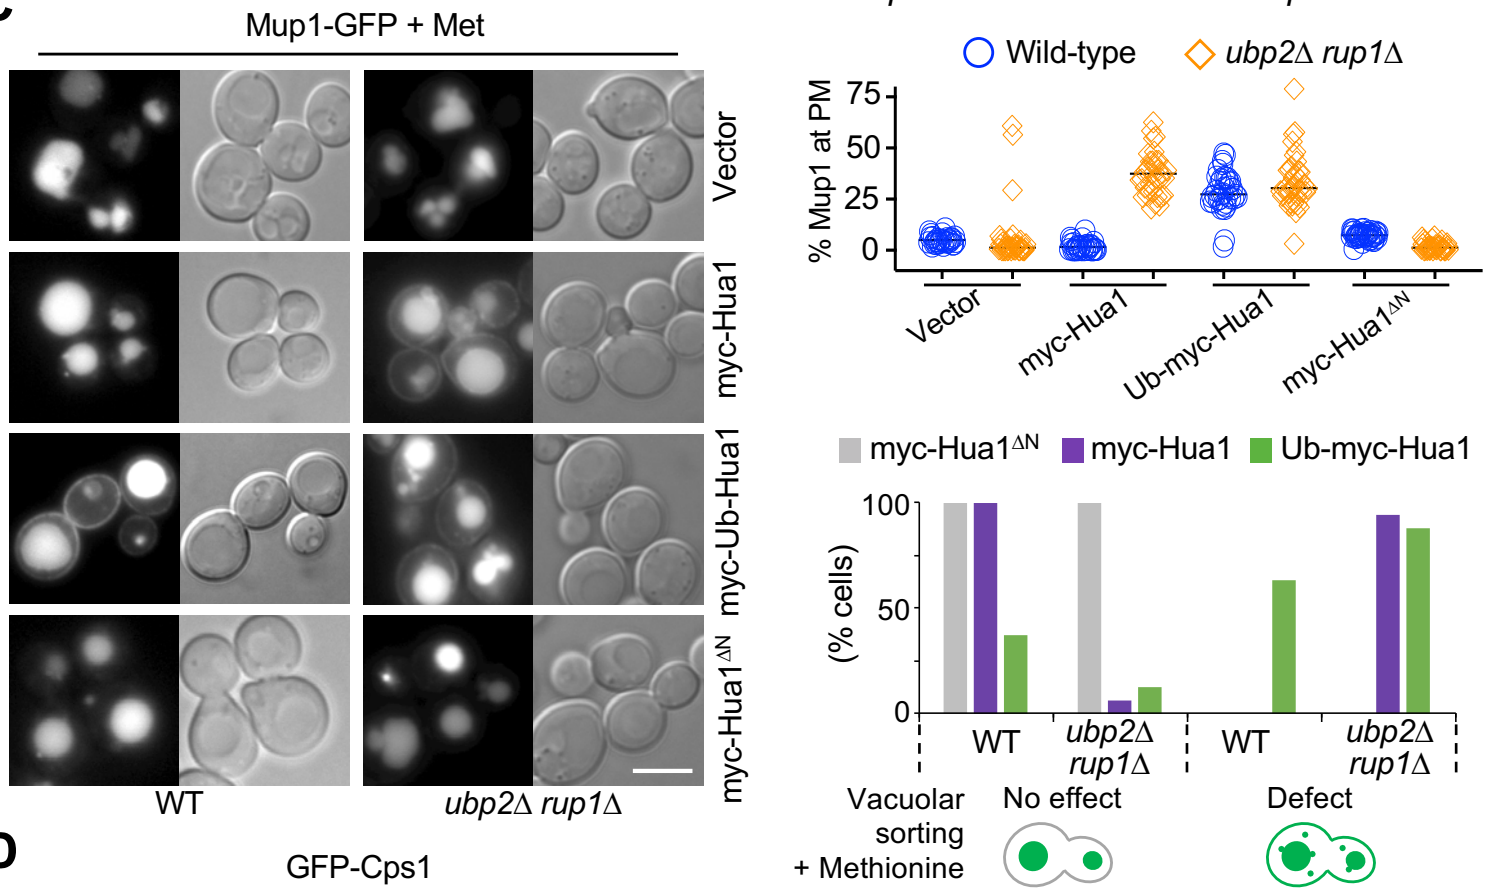 Mup1-GFP + Met
Vector
myc-Hua1
myc-Ub-Hua1
myc-Hua1ΔN
WT
ubp2Δ rup1Δ
D
GFP-Cps1
Wild-type
ubp2Δ rup1Δ
% Mup1 at PM
75
50
25
0
Vector
myc-Hua1
Ub-myc-Hua1
myc-Hua1ΔN
myc-Hua1ΔN
myc-Hua1
Ub-myc-Hua1
(% cells)
100
50
0
WT
ubp2Δ
rup1Δ
WT
ubp2Δ
rup1Δ
Vacuolar
sorting
+ Methionine
No effect
Defect